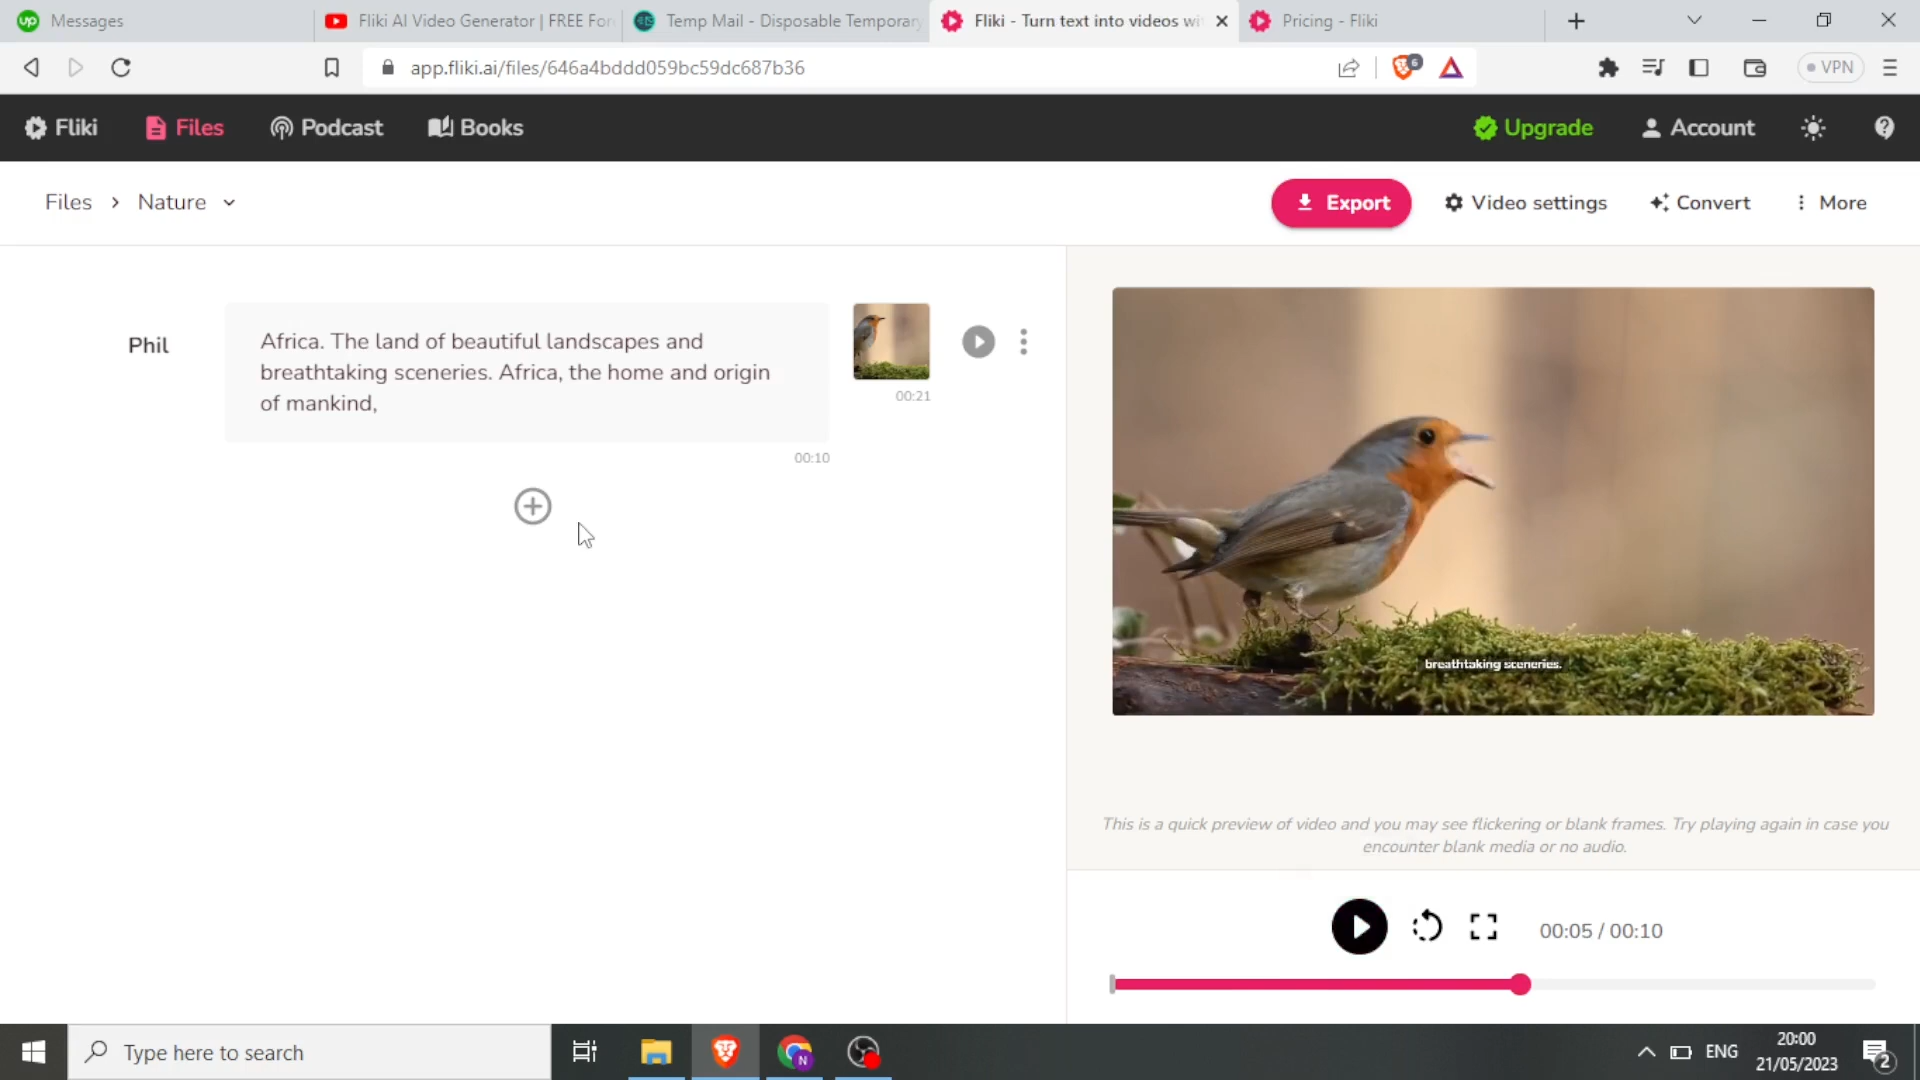 Messages
Fliki AI Video Generator | FREE For
Temp Mail - Disposable Temporary
Fliki - Turn text into videos wi
Pricing - Fliki
app.fliki.ai/files/646a4bddd059bc59dc687b36
6
VPN
Fliki
Files
Podcast
Books
Upgrade
Account
Files > Nature
Export
Video settings
Convert
More
Phil
Africa. The land of beautiful landscapes and
breathtaking sceneries. Africa, the home and origin
of mankind,
00:21
00:10
breathtaking sceneries.
This is a quick preview of video and you may see flickering or blank frames. Try playing again in case you
encounter blank media or no audio.
00:05 / 00:10
Type here to search
N
ENG
20:00
21/05/2023
2